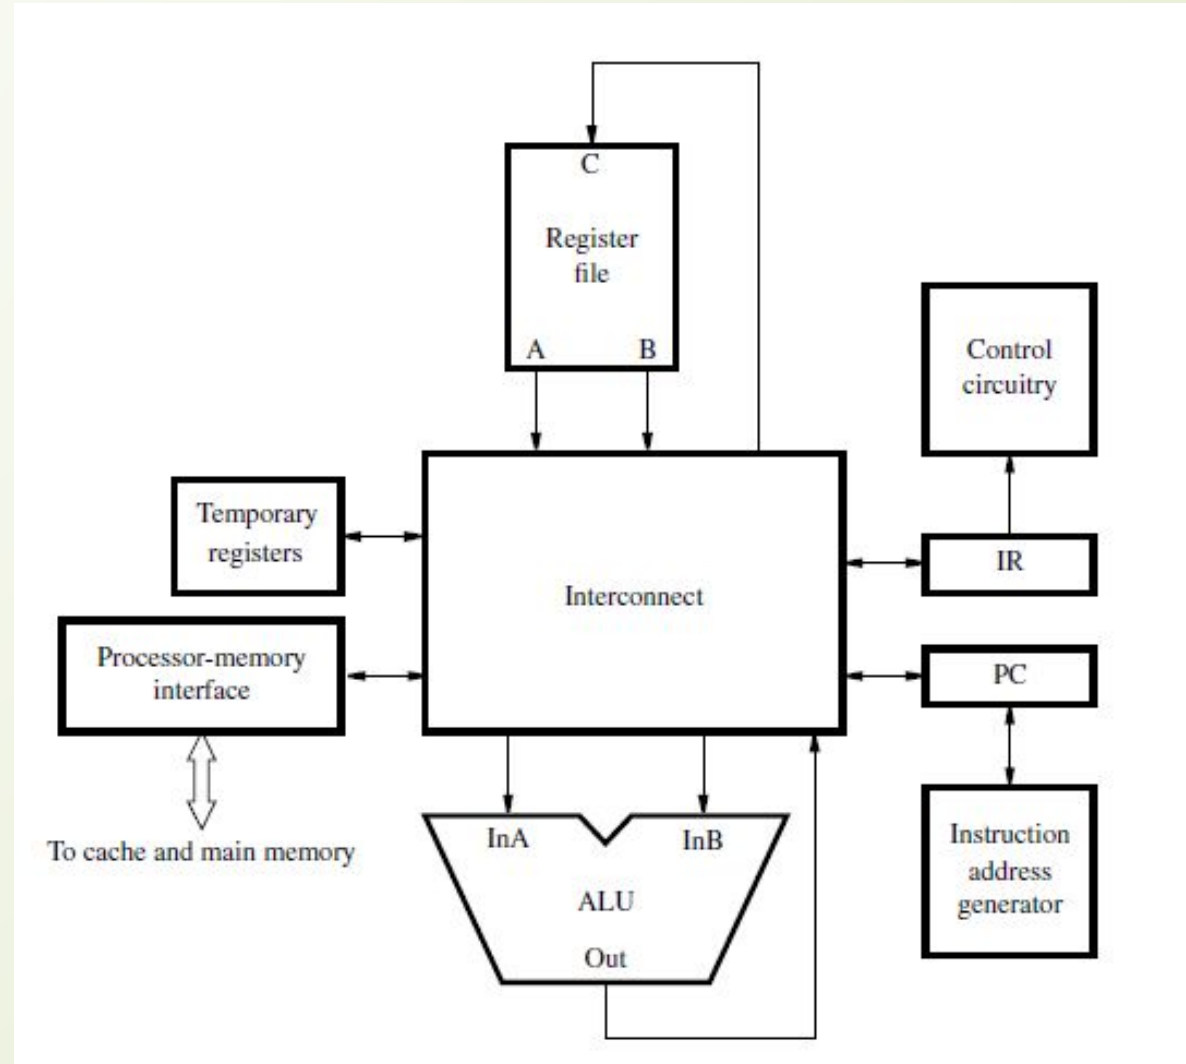 C
Register
file
A B
Control
circuitry
Temporary
registers
IR
Interconnect
Processor-memory
interface
PC
To cache and main memory
InA InB
ALU
Out
Instruction
address
generator